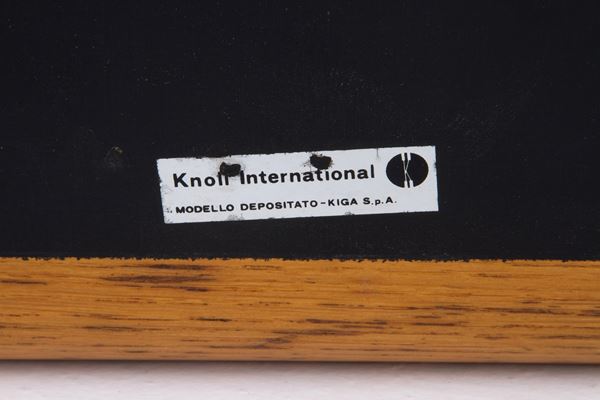 Knoll International
MODELLO DEPOSITATO-KIGA S.p.A.